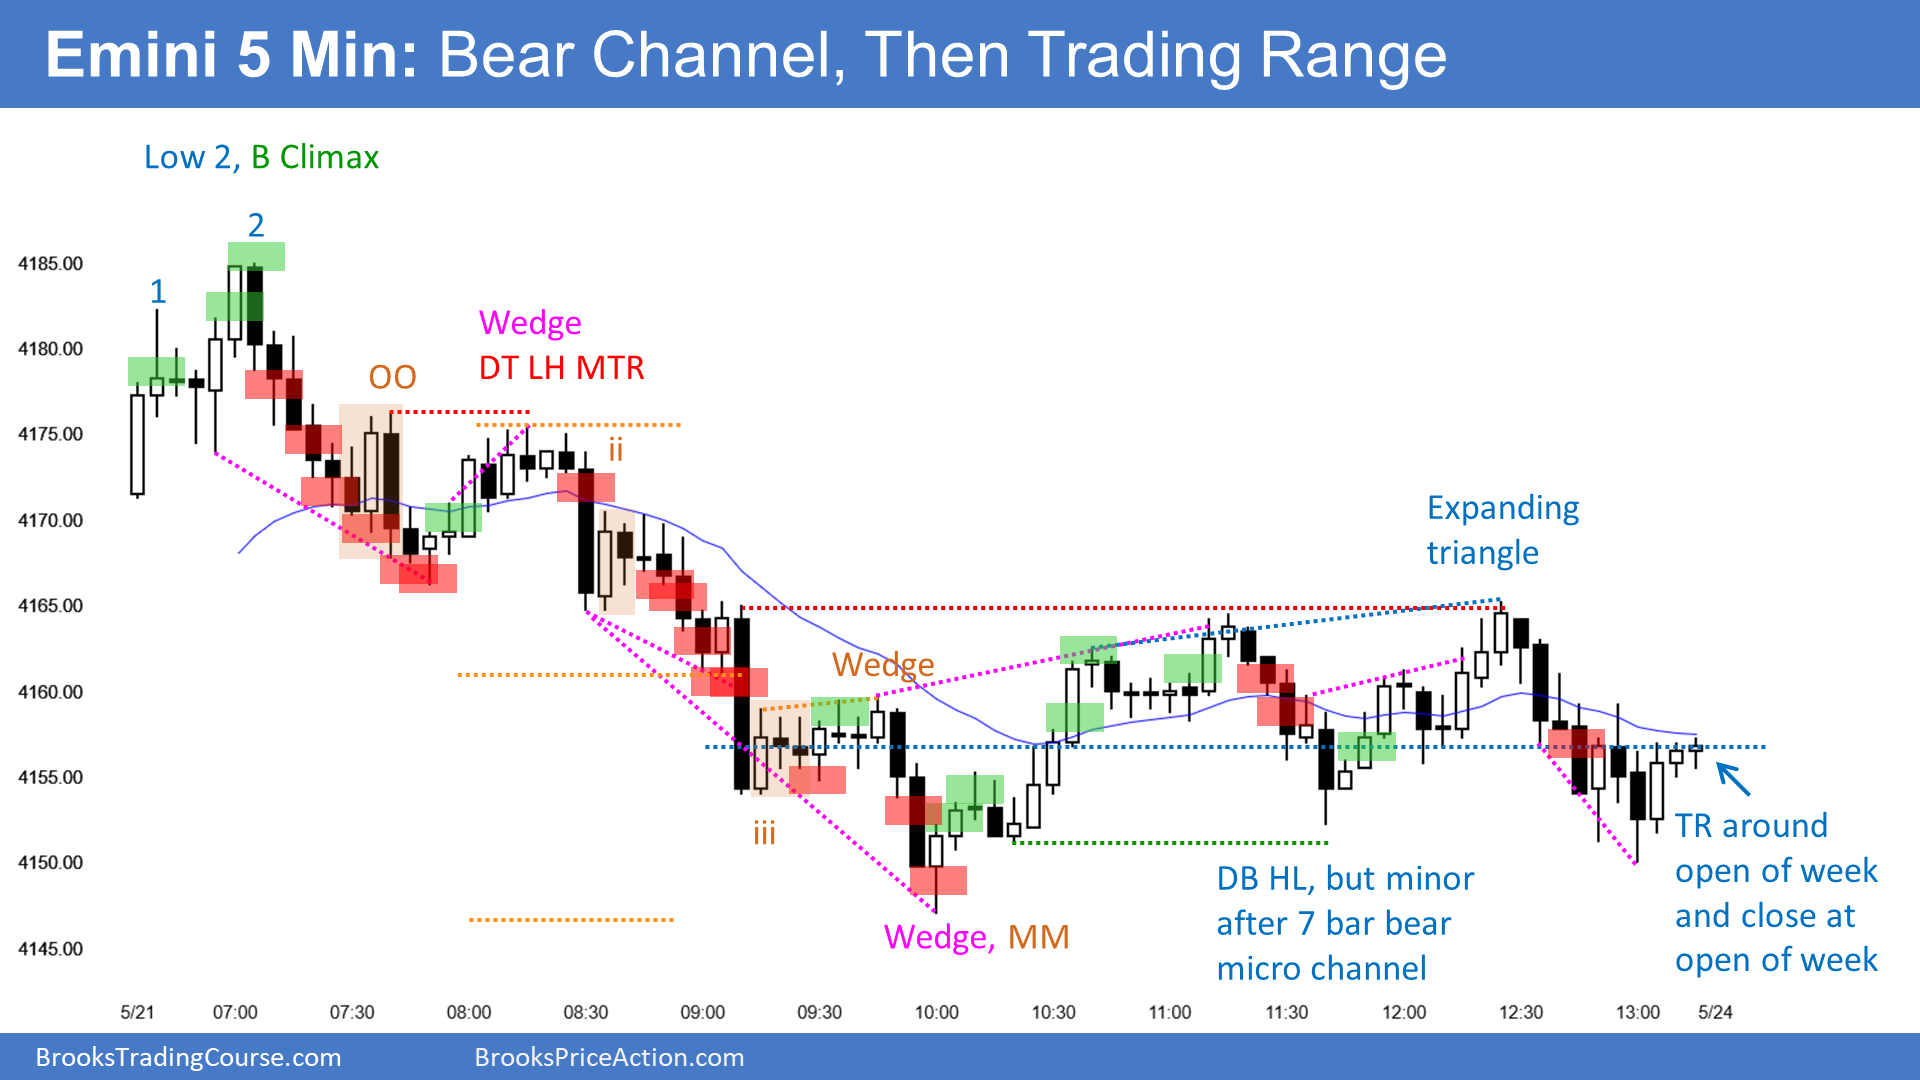 Emini 5 Min: Bear Channel, Then Trading Range
Low 2, B Climax
2
1
4185.00
4180.00
4175.00
4170.00
4165.00
4160.00
4155.00
4150.00
4145.00
OO
Wedge
DT LH MTR
ii
Wedge
iii
Wedge, MM
Expanding
triangle
DB HL, but minor
after 7 bar bear
micro channel
TR around
open of week
and close at
open of week
5/21
07:00
07:30
08:00
08:30
09:00
09:30
10:00
10:30
11:00
11:30
12:00
12:30
13:00
5/24
BrooksTradingCourse.com
BrooksPriceAction.com